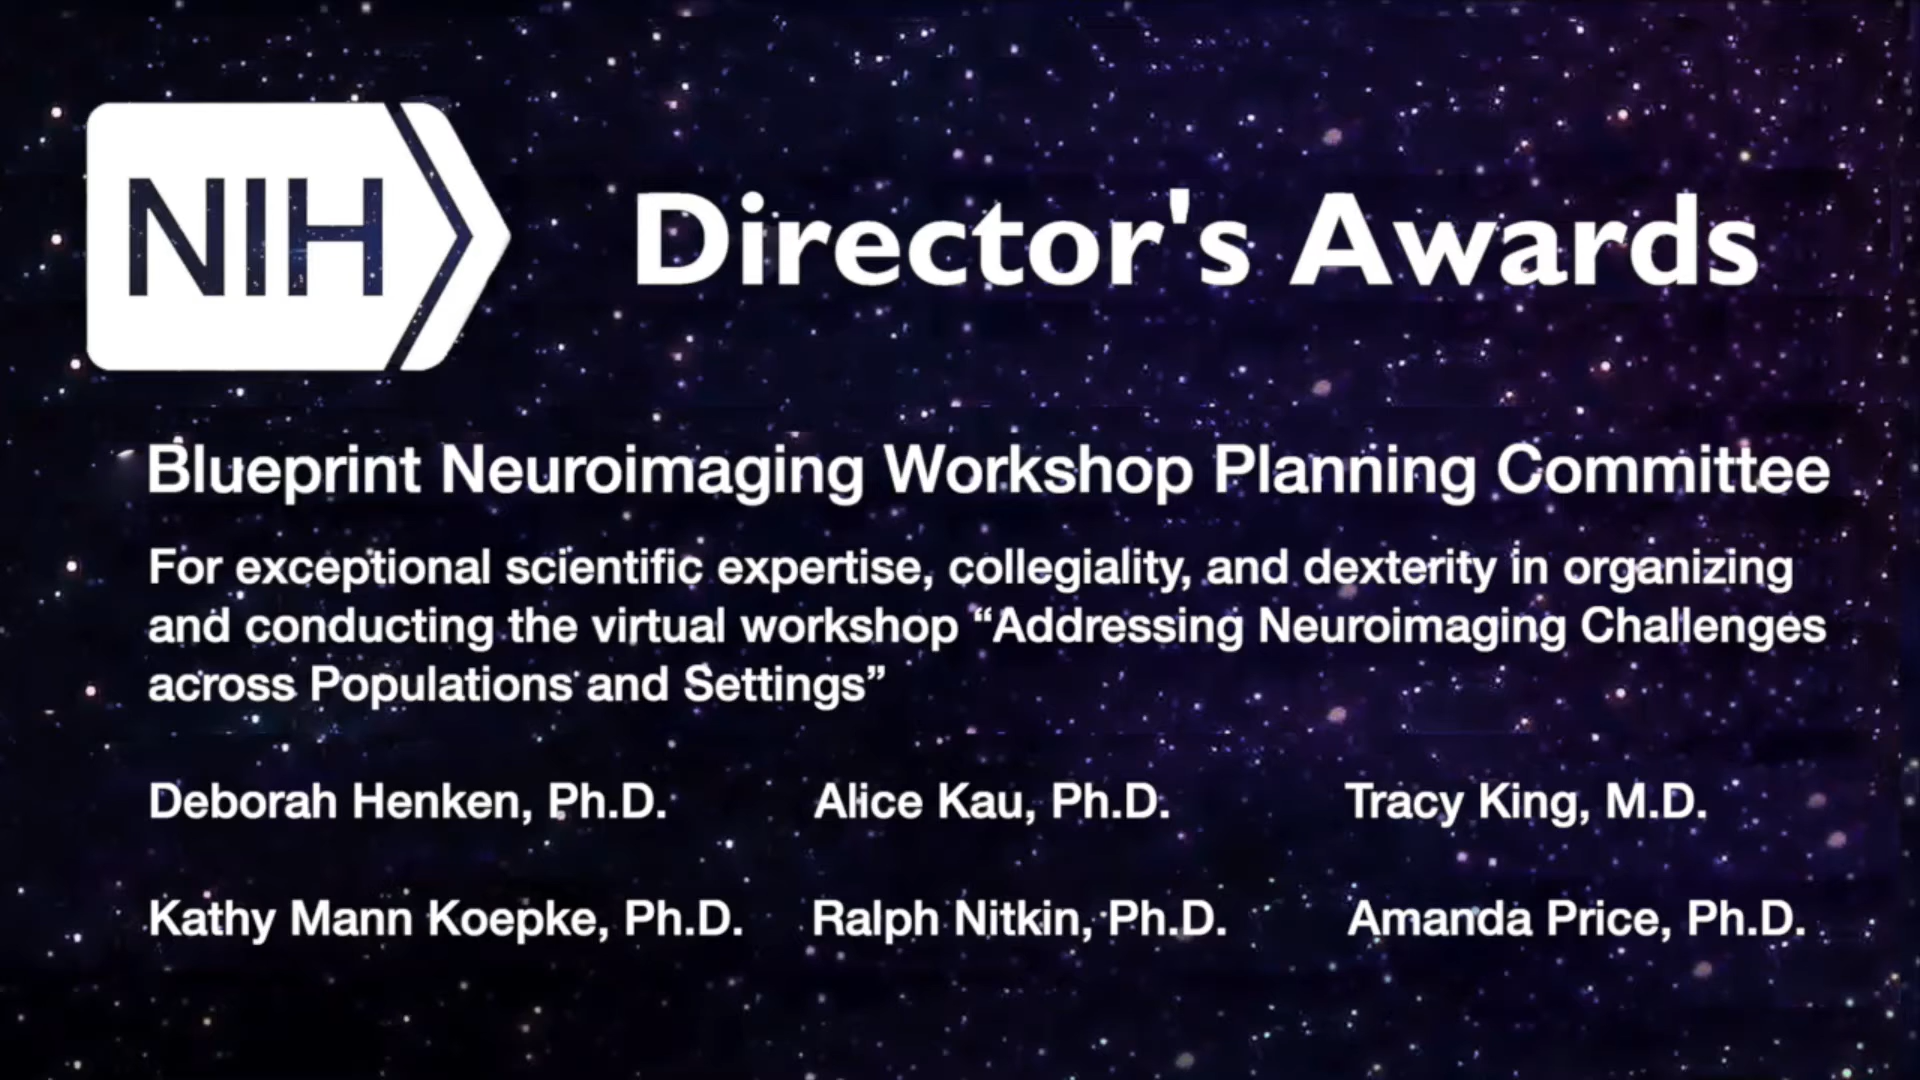 NIH
Director's Awards
Blueprint Neuroimaging Workshop Planning Committee
For exceptional scientific expertise, collegiality, and dexterity in organizing
and conducting the virtual workshop “Addressing Neuroimaging Challenges
across Populations and Settings”
Deborah Henken, Ph.D. Alice Kau, Ph.D. Tracy King, M.D.
Kathy Mann Koepke, Ph.D. Ralph Nitkin, Ph.D. Amanda Price, Ph.D.